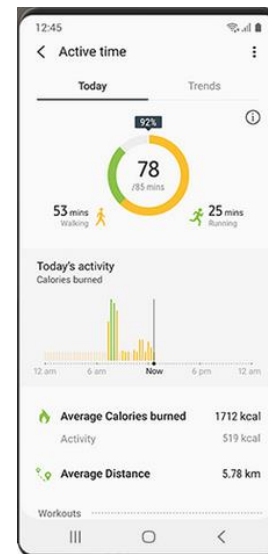 12:45
Active time
Today
Trends
92%
78
/85 mins
53 mins
Walking
25 mins
Running
Today's activity
Calories burned
12 am 6 am Now 6 pm 12 am
Average Calories burned 1712 kcal
Activity 519 kcal
Average Distance 5.78 km
Workouts